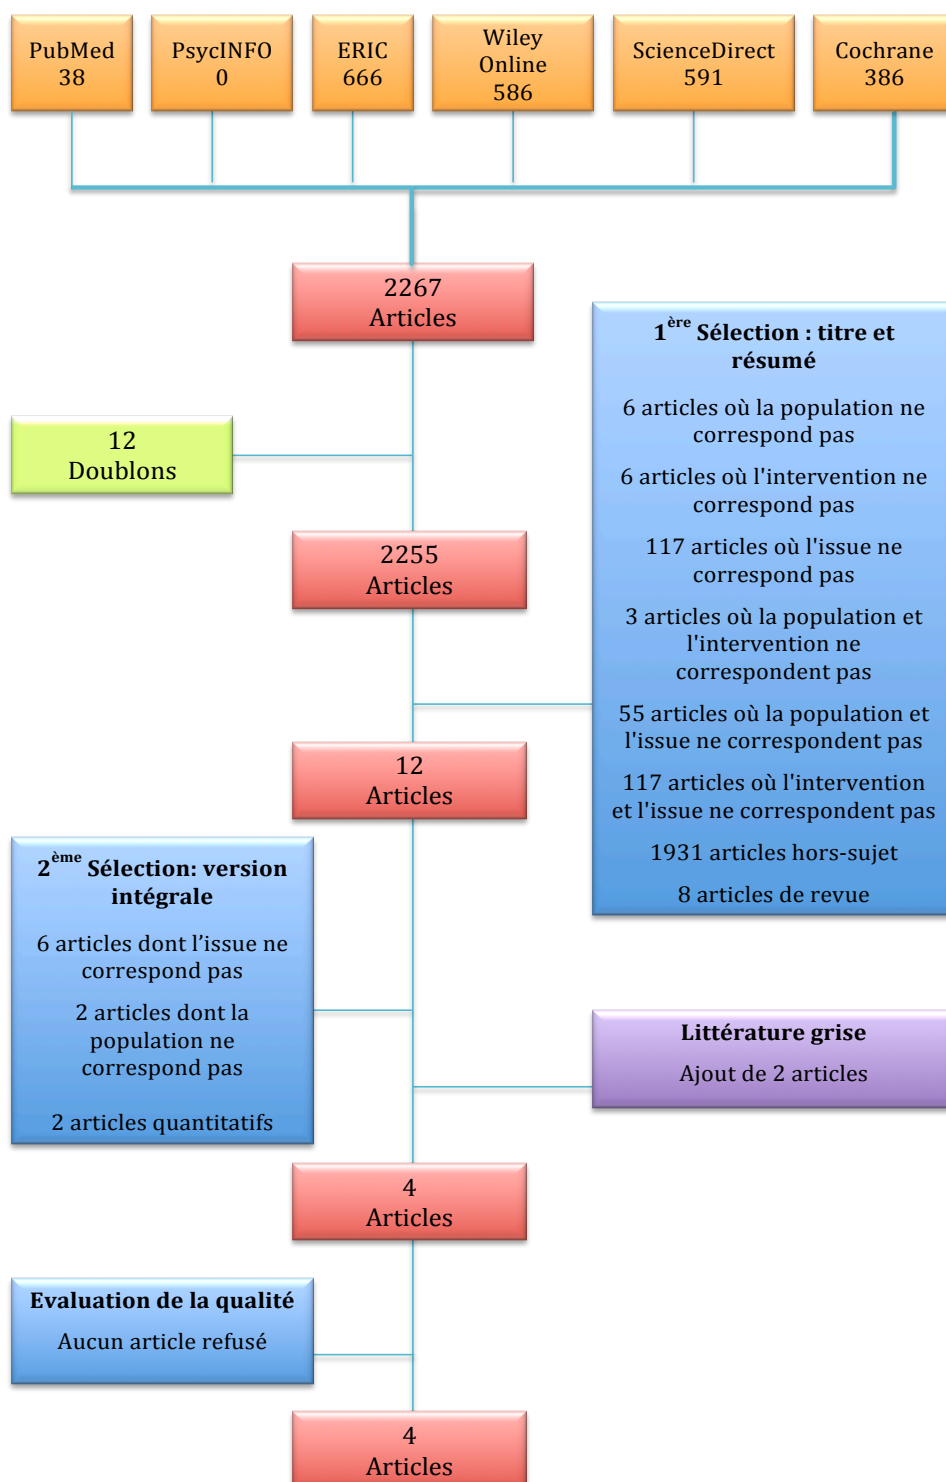 PubMed
38
PsycINFO
0
ERIC
666
Wiley
Online
586
ScienceDirect
591
Cochrane
386
2267
Articles
1ère Sélection : titre et
résumé
6 articles où la population ne
correspond pas
6 articles où l'intervention ne
correspond pas
117 articles où l'issue ne
correspond pas
3 articles où la population et
l'intervention ne
correspondent pas
55 articles où la population et
l'issue ne correspondent pas
117 articles où l'intervention
et l'issue ne correspondent pas
1931 articles hors-sujet
8 articles de revue
12
Doublons
2255
Articles
12
Articles
2ème Sélection: version
intégrale
6 articles dont l’issue ne
correspond pas
2 articles dont la
population ne
correspond pas
2 articles quantitatifs
Littérature grise
Ajout de 2 articles
4
Articles
Evaluation de la qualité
Aucun article refusé
4
Articles